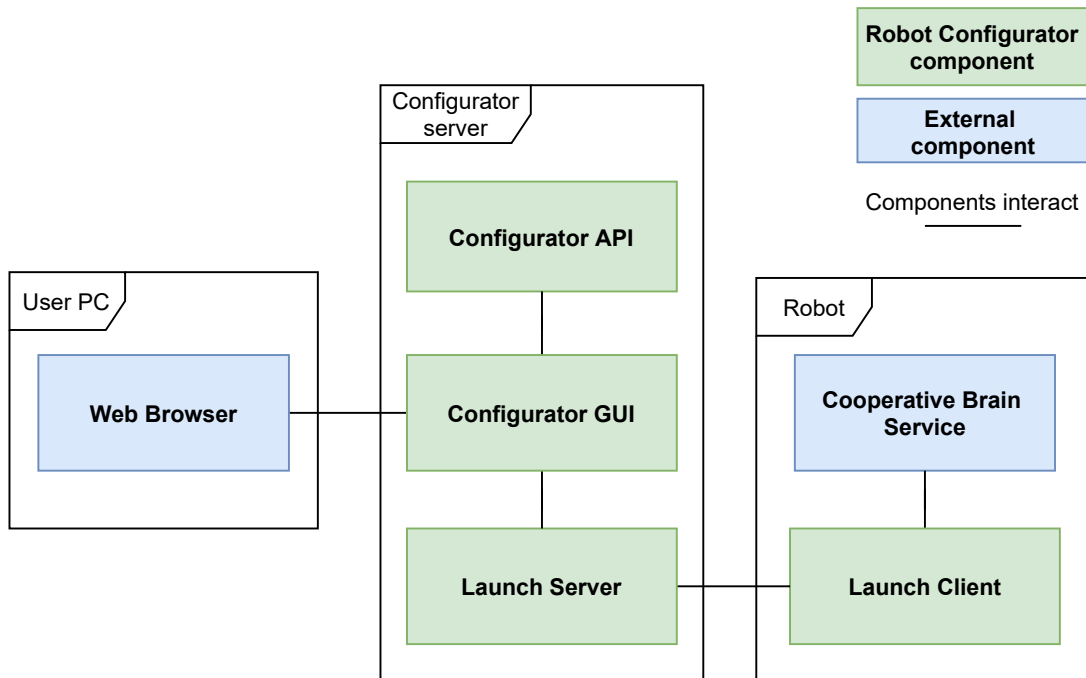 Robot Configurator
component
External
component
Components interact
Configurator
server
Configurator API
User PC
Web Browser
Configurator GUI
Launch Server
Robot
Cooperative Brain
Service
Launch Client